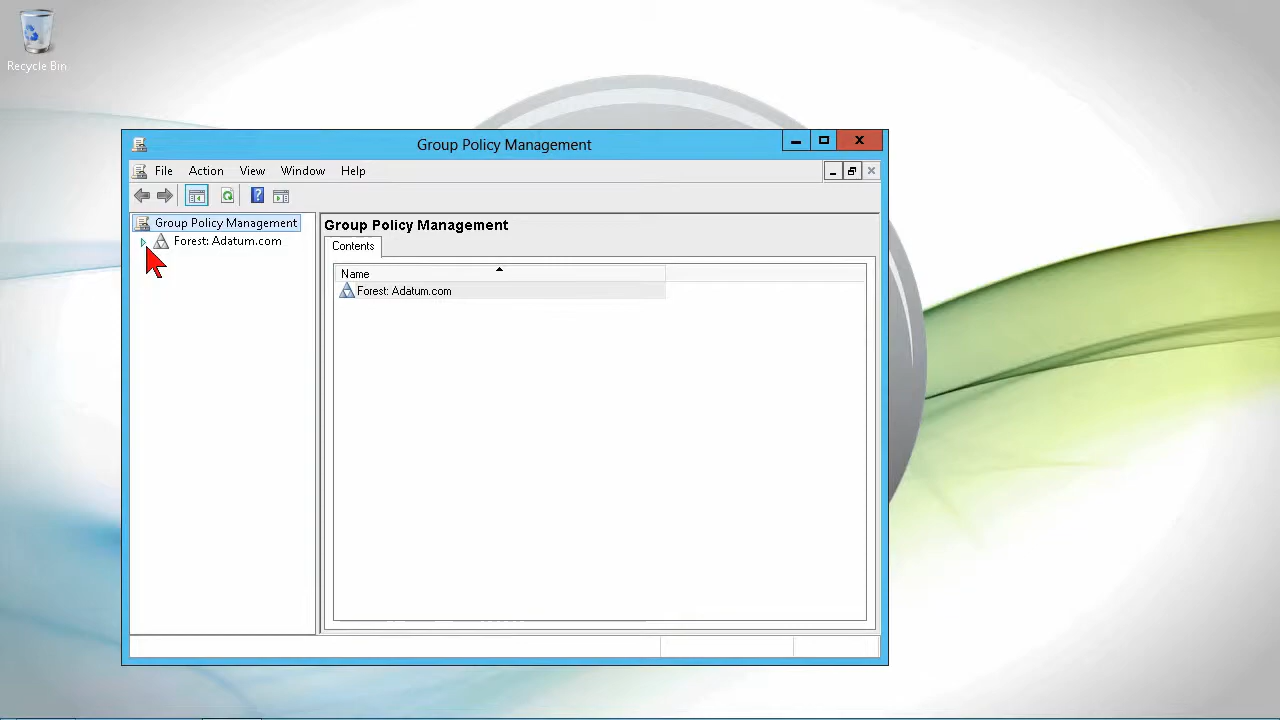 Recycle Bin
Group Policy Management
File Action View Window Help
Group Policy Management
Forest: Adatum.com
Group Policy Management
Contents
Name
Forest: Adatum.com